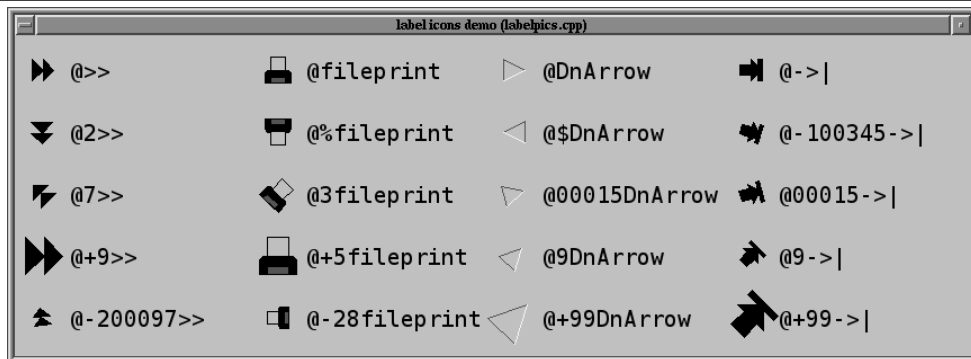 label icons demo (labelpics.cpp)
@>> @fileprint @DnArrow @->|
@2>> @%fileprint @$DnArrow @-100345->|
@7>> @3fileprint @00015DnArrow @00015->|
@+9>> @+5fileprint @9DnArrow @9->|
@-200097>> @-28fileprint @+99DnArrow @+99->|